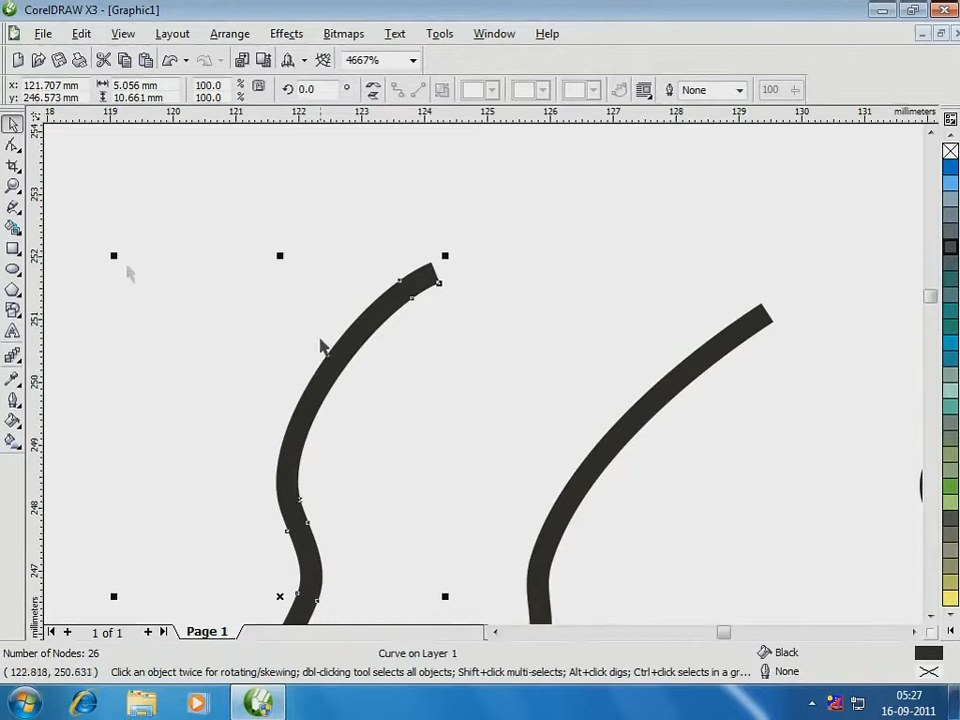 CorelDRAW X3 - [Graphic1]
File Edit View Layout Arrange Effects Bitmaps Text Tools Window Help
4667%
x: 121.707 mm 5.056 mm 100.0 % 0.0 ° None 100
y: 246.573 mm 10.661 mm 100.0 %
18 119 120 121 122 123 124 125 126 127 128 129 130 131 millimeters
254
253
252
251
250
249
248
247
millimeters
1 of 1 Page 1
Number of Nodes: 26 Curve on Layer 1 Black
( 122.818, 250.631) Click an object twice for rotating/skewing; dbl-clicking tool selects all objects; Shift+click multi-selects; Alt+click digs; Ctrl+click selects in a gr... None
05:27
16-09-2011